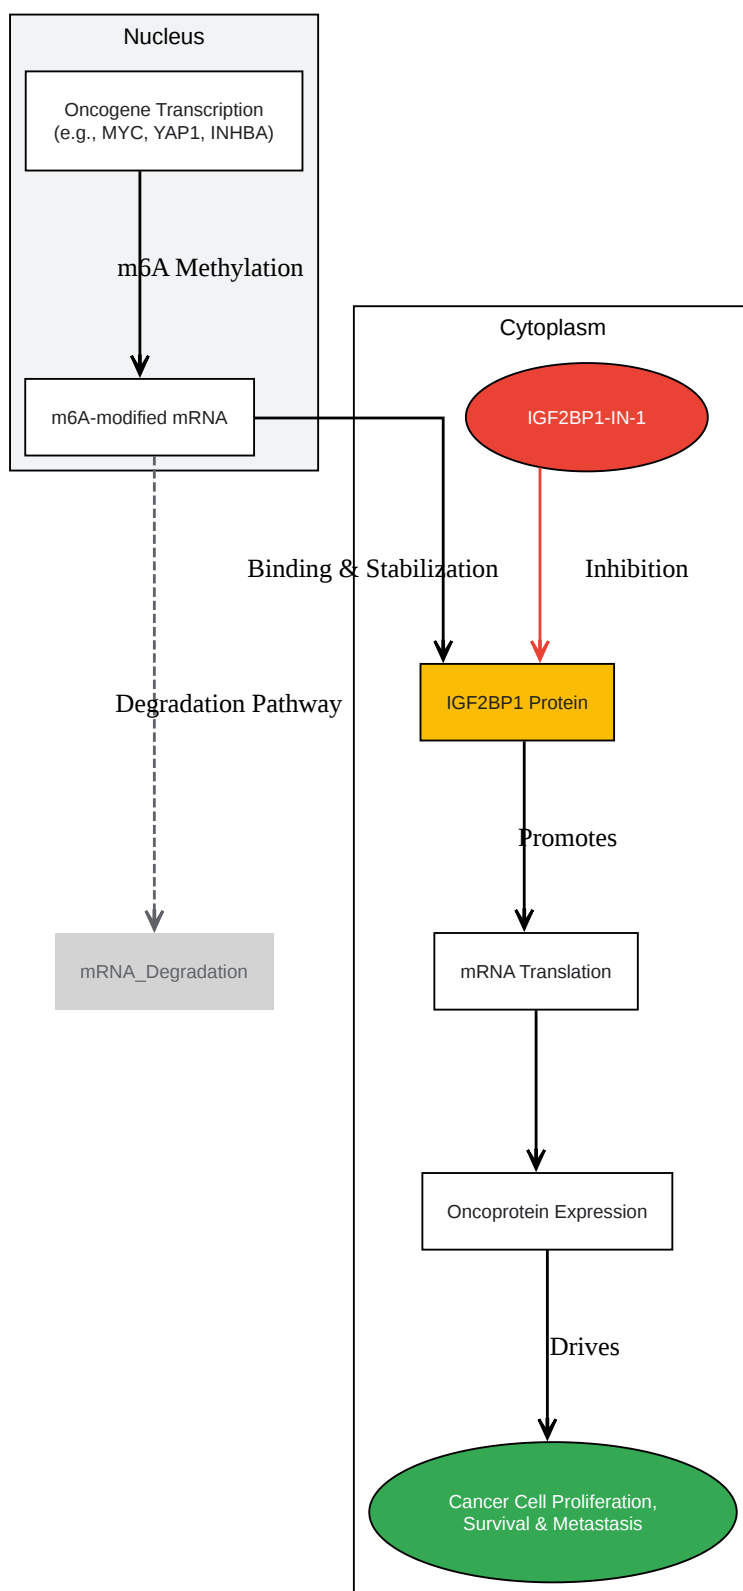 Nucleus
Oncogene Transcription
(e.g., MYC, YAP1, INHBA)
m6A Methylation
Cytoplasm
m6A-modified mRNA
IGF2BP1-IN-1
Binding & Stabilization
Inhibition
Degradation Pathway
IGF2BP1 Protein
Promotes
mRNA_Degradation
mRNA Translation
Oncoprotein Expression
Drives
Cancer Cell Proliferation,
Survival & Metastasis